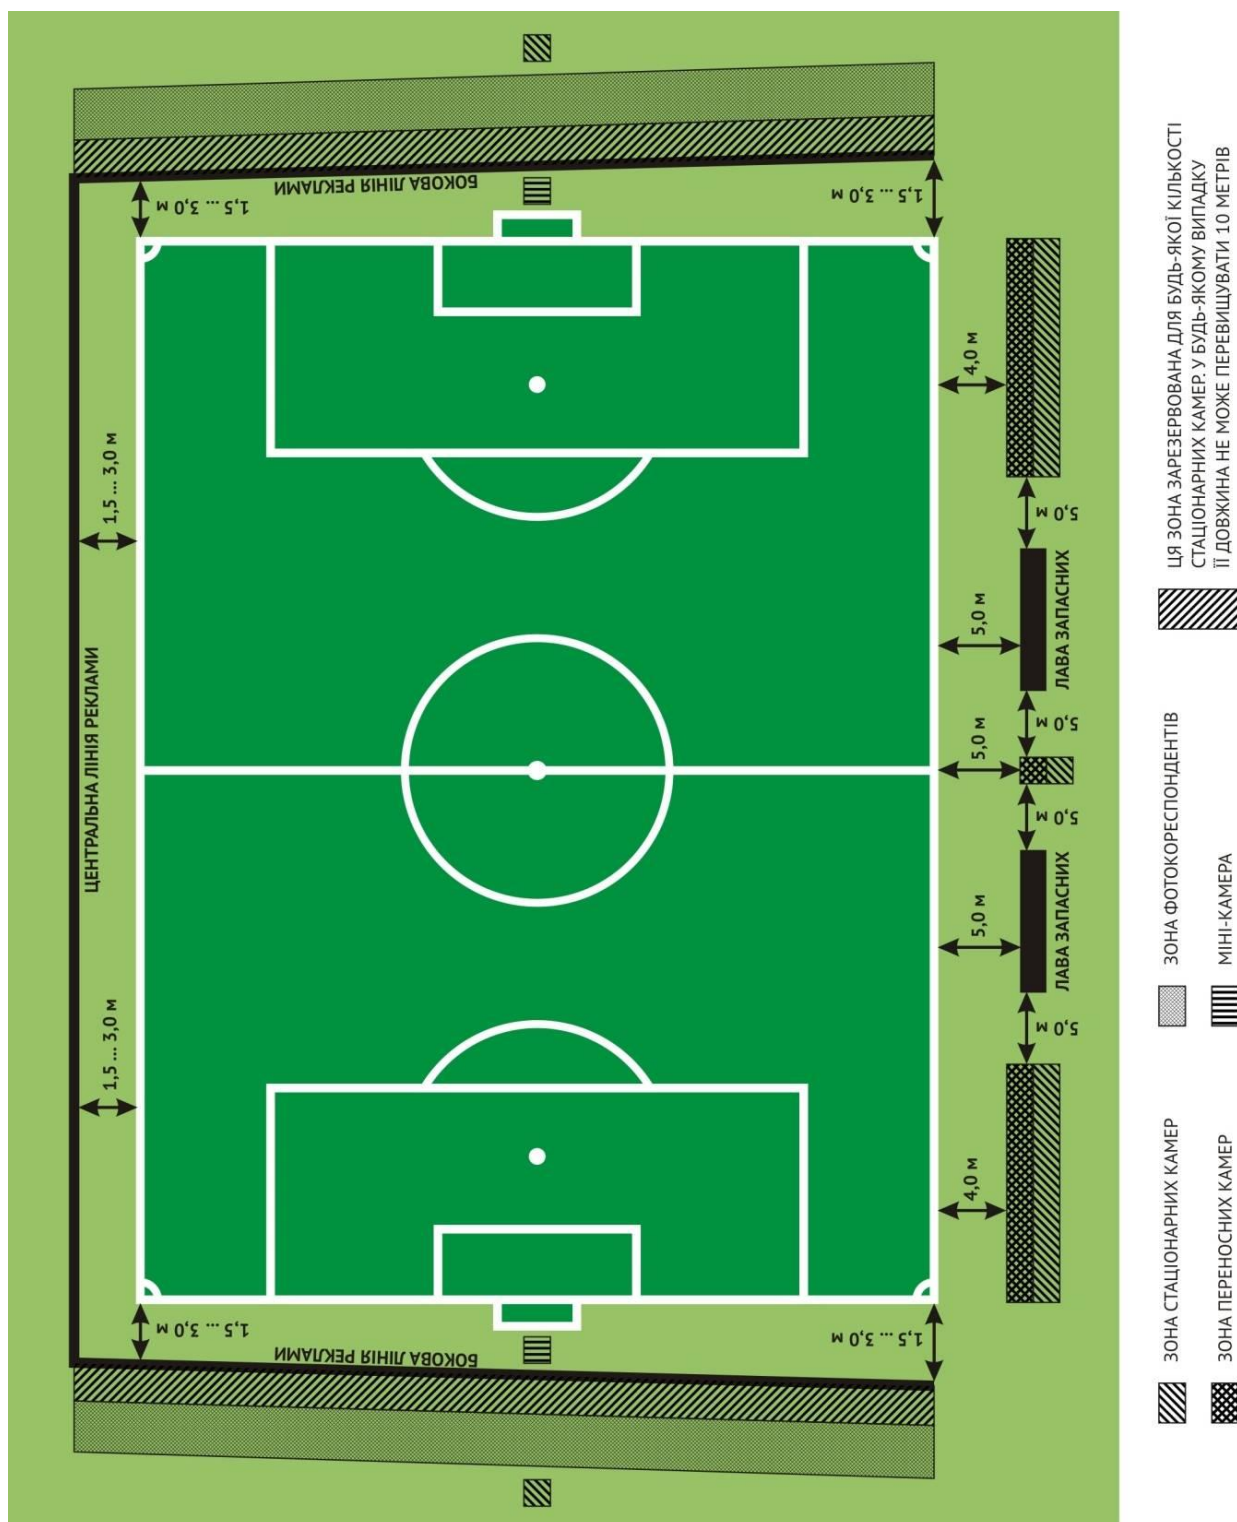 ЦЕНТРАЛЬНА ЛІНІЯ РЕКЛАМИ
1,5 ... 3,0 м
1,5 ... 3,0 м
1,5 ... 3,0 м
БОКОВА ЛІНІЯ РЕКЛАМИ
1,5 ... 3,0 м
1,5 ... 3,0 м
БОКОВА ЛІНІЯ РЕКЛАМИ
1,5 ... 3,0 м
4,0 м
5,0 м
5,0 м
5,0 м
4,0 м
5,0 м
ЛАВА ЗАПАСНИХ
5,0 м
5,0 м
ЛАВА ЗАПАСНИХ
5,0 м
ЗОНА СТАЦІОНАРНИХ КАМЕР
ЗОНА ПЕРЕНОСНИХ КАМЕР
ЗОНА ФОТОКОРЕСПОНДЕНТІВ
МІНІ-КАМЕРА
ЦЯ ЗОНА ЗАРЕЗЕРВОВАНА ДЛЯ БУДЬ-ЯКОЇ КІЛЬКОСТІ
СТАЦІОНАРНИХ КАМЕР. У БУДЬ-ЯКОМУ ВИПАДКУ
ЇЇ ДОВЖИНА НЕ МОЖЕ ПЕРЕВИЩУВАТИ 10 МЕТРІВ